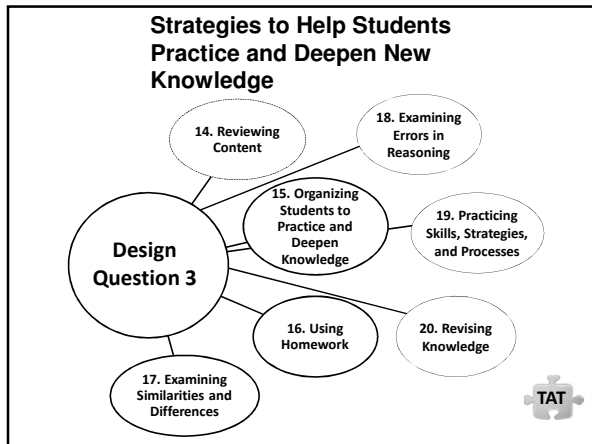 Strategies to Help Students
Practice and Deepen New
Knowledge
14. Reviewing
Content
18. Examining
Errors in
Reasoning
15. Organizing
Students to
Practice and
Deepen
Knowledge
19. Practicing
Skills, Strategies,
and Processes
Design
Question 3
16. Using
Homework
20. Revising
Knowledge
17. Examining
Similarities and
Differences
TAT